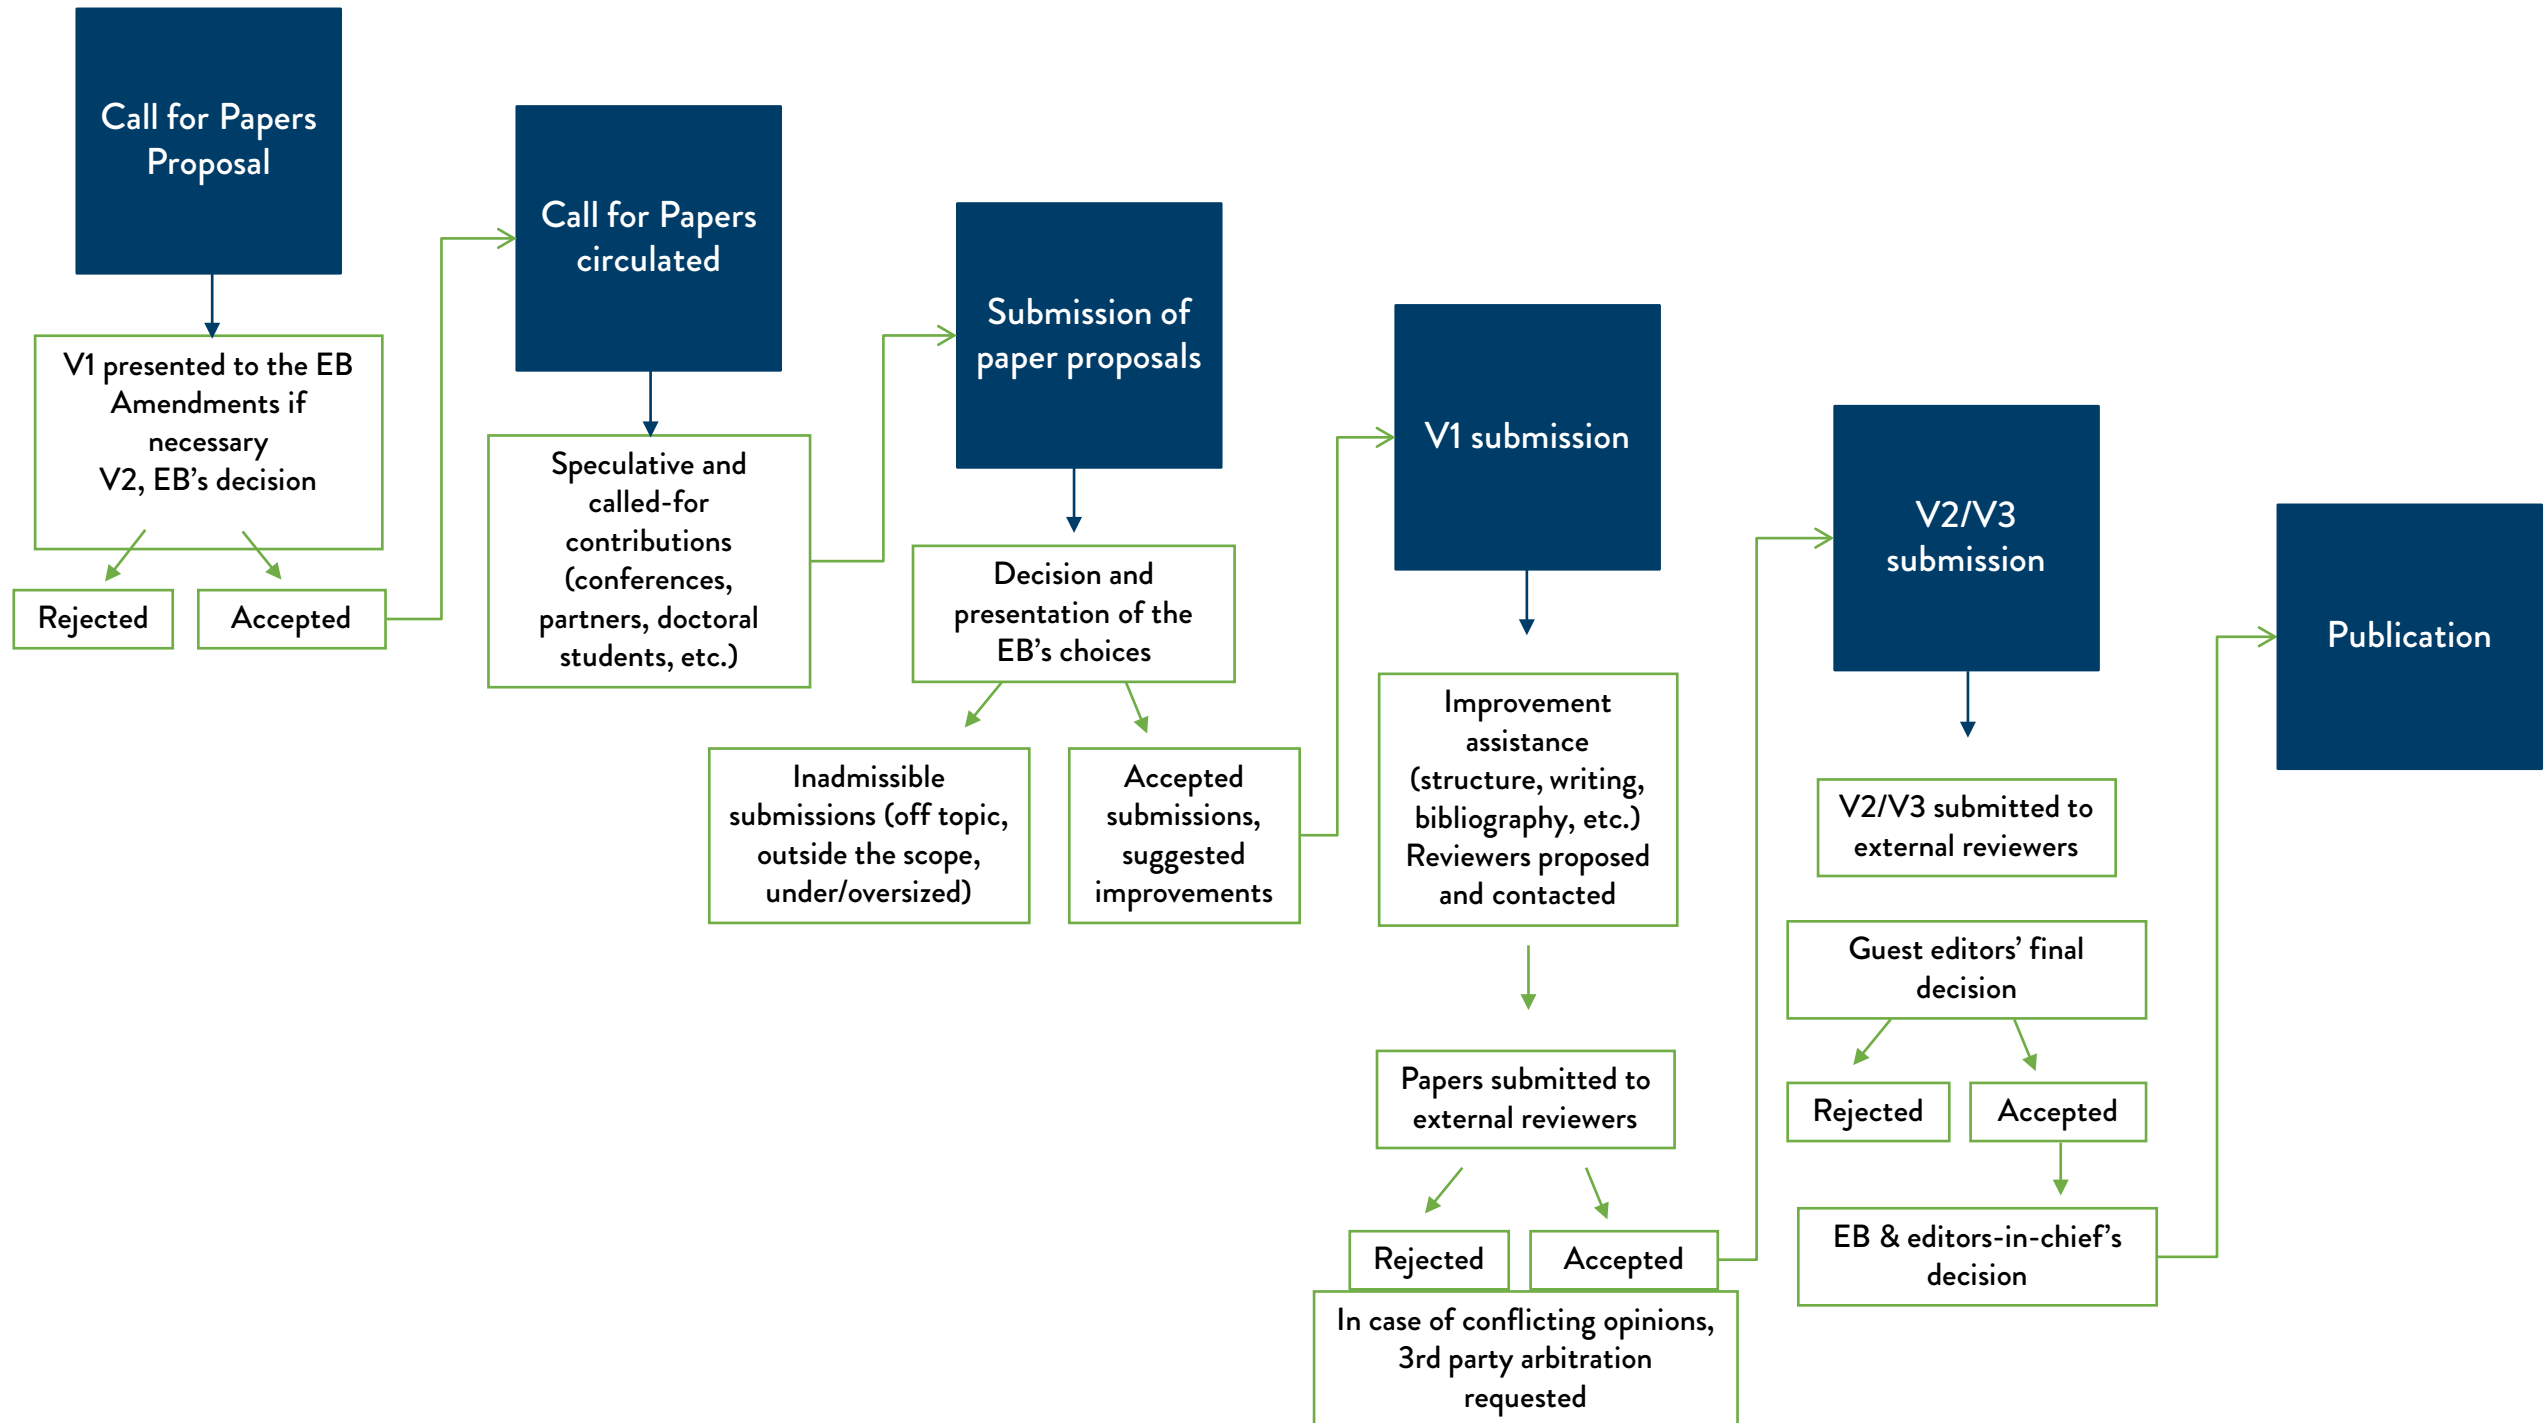 Call for Papers
Proposal
V1 presented to the EB
Amendments if
necessary
V2, EB's decision
Rejected
Accepted
Call for Papers
circulated
Speculative and
called-for
contributions
(conferences,
partners, doctoral
students, etc.)
Submission of
paper proposals
Decision and
presentation of the
EB's choices
Inadmissible
submissions (off topic,
outside the scope,
under/oversized)
Accepted
submissions,
suggested
improvements
V1 submission
Improvement
assistance
(structure, writing,
bibliography, etc.)
Reviewers proposed
and contacted
Papers submitted to
external reviewers
Rejected
Accepted
In case of conflicting opinions,
3rd party arbitration
requested
V2/V3
submission
V2/V3 submitted to
external reviewers
Guest editors' final
decision
Rejected
Accepted
EB & editors-in-chief's
decision
Publication